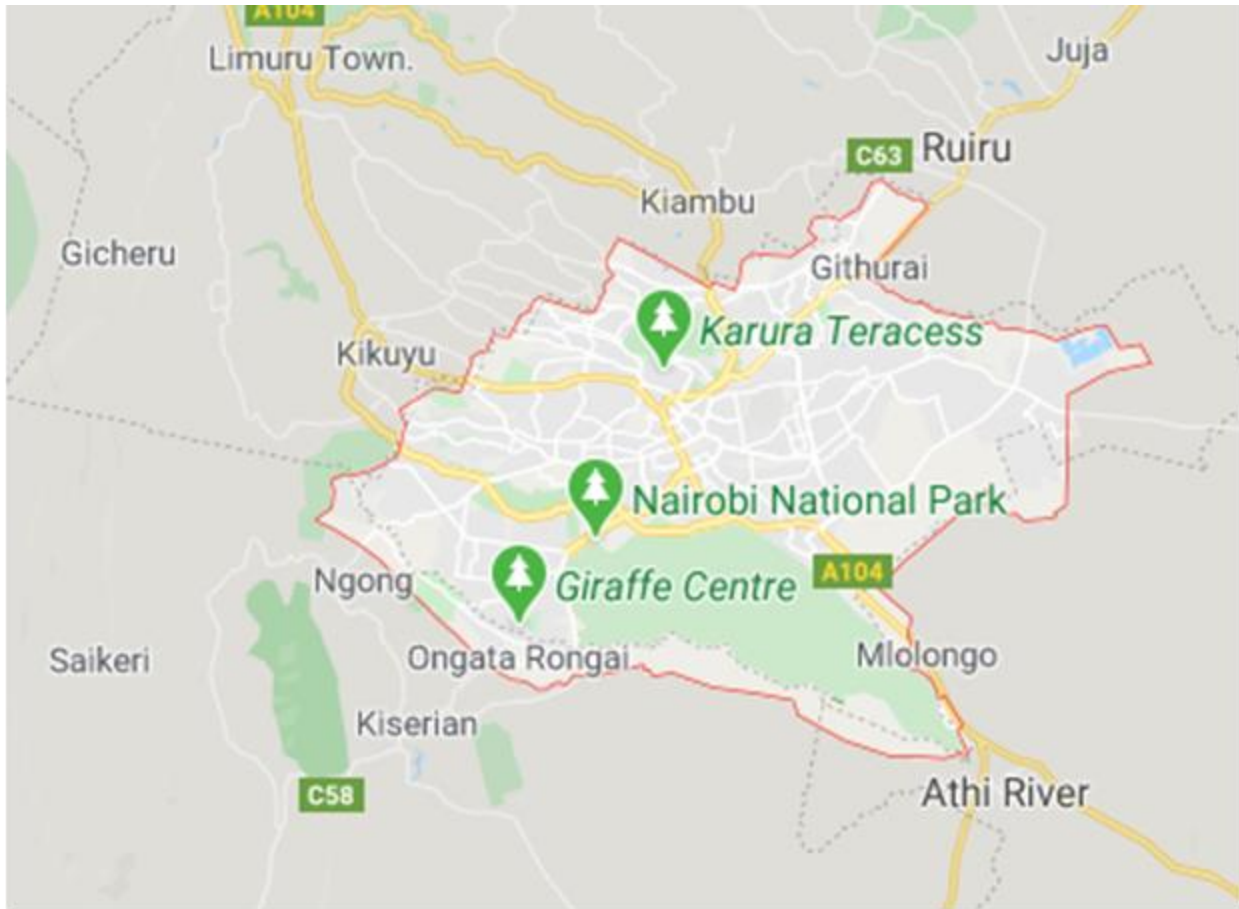 A104
Limuru Town.
Juja
C63 Ruiru
Kiambu
Gicheru
Githurai
Karura Teracess
Kikuyu
Nairobi National Park
Ngong
Giraffe Centre
A104
Saikeri
Ongata Rongai
Mlolongo
Kiserian
C58
Athi River